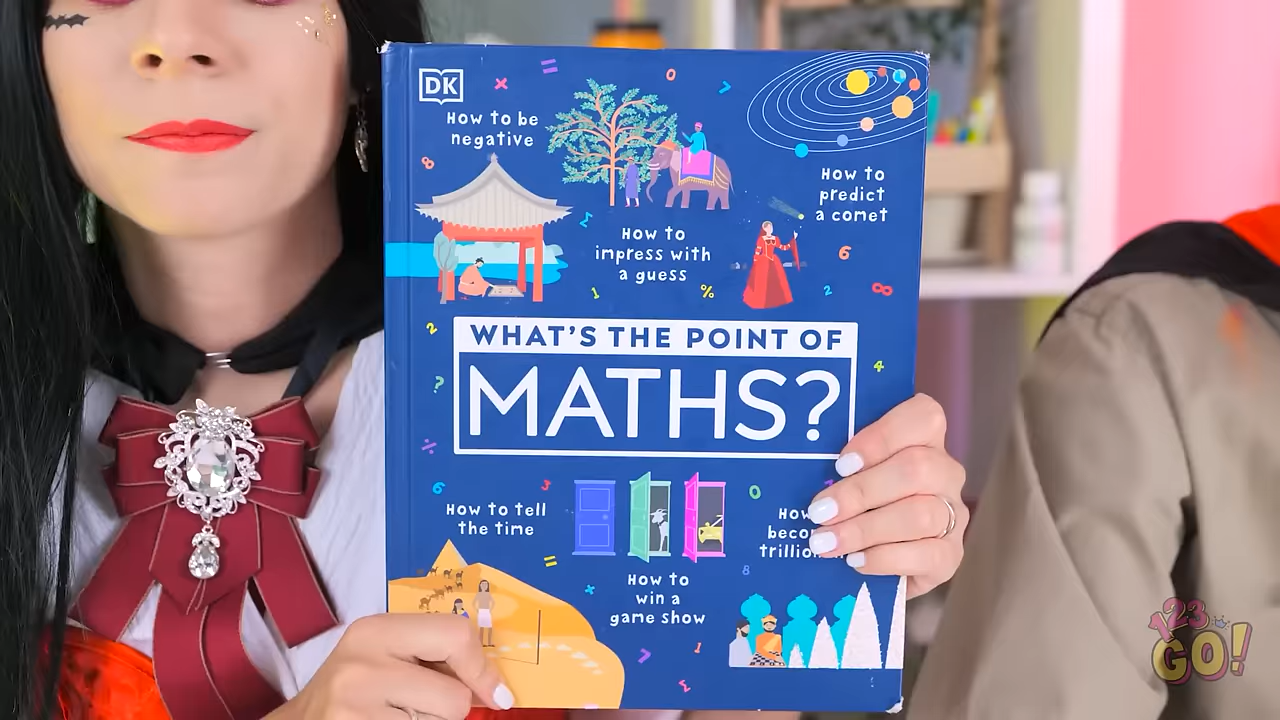 DK
How to be
negative
How to
predict
a comet
How to
impress with
a guess
WHAT'S THE POINT OF
MATHS?
How to tell
the time
How
to
win a
game show
123
GO!